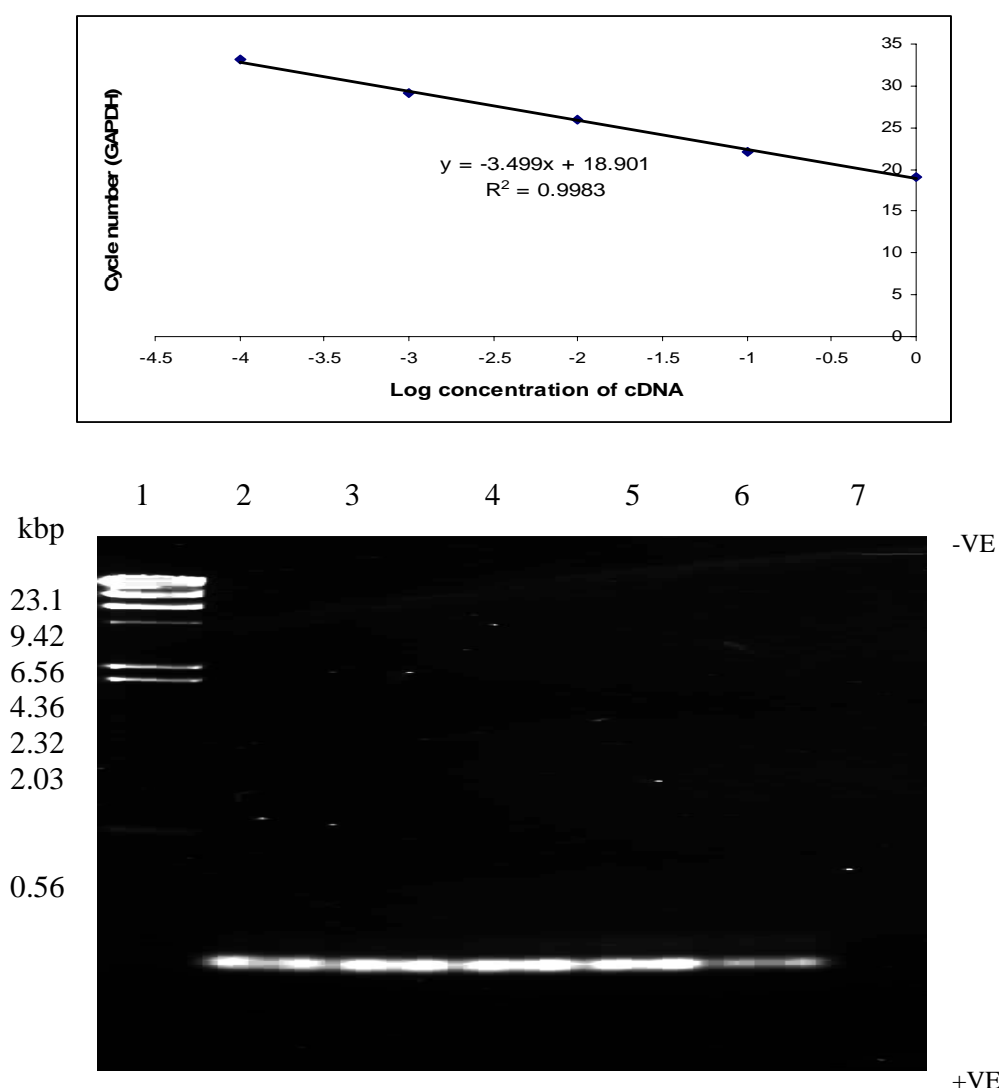 35
30
25
20
15
10
5
0
Cycle number (GAPDH)
y = -3.499x + 18.901
R² = 0.9983
-4.5 -4 -3.5 -3 -2.5 -2 -1.5 -1 -0.5 0
Log concentration of cDNA
1 2 3 4 5 6 7
kbp
-VE
23.1
9.42
6.56
4.36
2.32
2.03
0.56
+VE